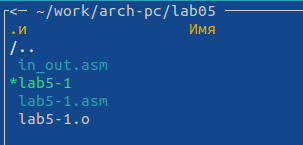 <— ~/work/arch-pc/lab05
.и Имя
/..
in_out.asm
*lab5-1
lab5-1.asm
lab5-1.o